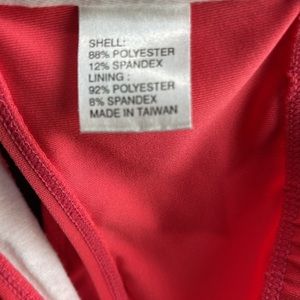 SHELL:
88% POLYESTER
12% SPANDEX
LINING :
92% POLYESTER
8% SPANDEX
MADE IN TAIWAN